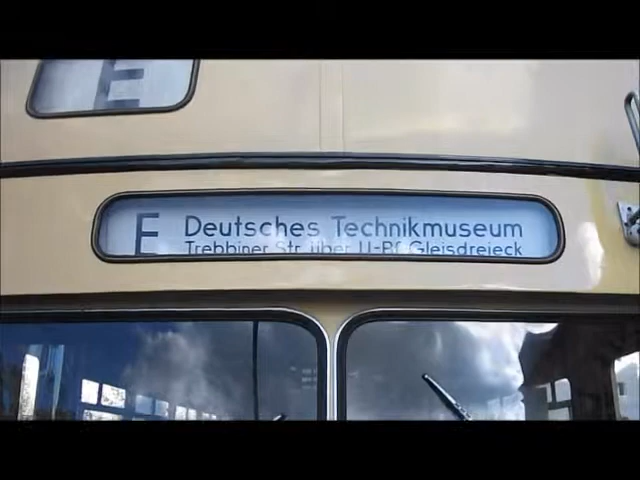 E
E Deutsches Technikmuseum
Trebbiner Str. über U-Bf Gleisdreieck